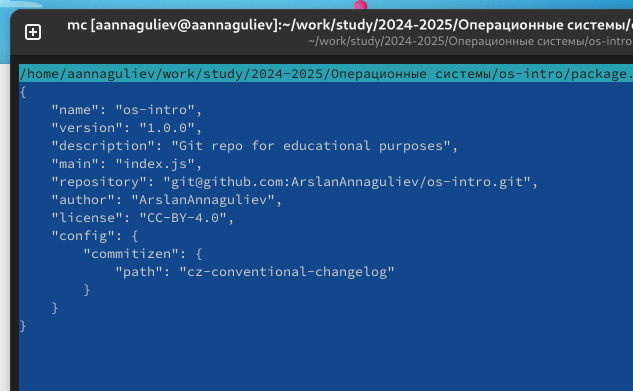 mc [aannaguliev@aannaguliev]:~/work/study/2024-2025/Операционные системы/
~/work/study/2024-2025/Операционные системы/os-intro
/home/aannaguliev/work/study/2024-2025/Операционные системы/os-intro/package.
{
    "name": "os-intro",
    "version": "1.0.0",
    "description": "Git repo for educational purposes",
    "main": "index.js",
    "repository": "git@github.com:ArslanAnnaguliev/os-intro.git",
    "author": "ArslanAnnaguliev",
    "license": "CC-BY-4.0",
    "config": {
        "commitizen": {
            "path": "cz-conventional-changelog"
        }
    }
}